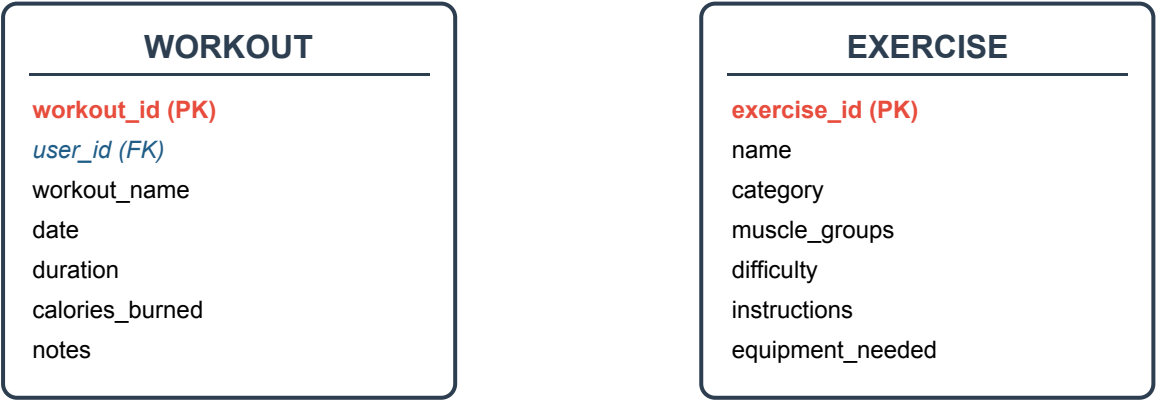 WORKOUT
workout_id (PK)
user_id (FK)
workout_name
date
duration
calories_burned
notes
EXERCISE
exercise_id (PK)
name
category
muscle_groups
difficulty
instructions
equipment_needed